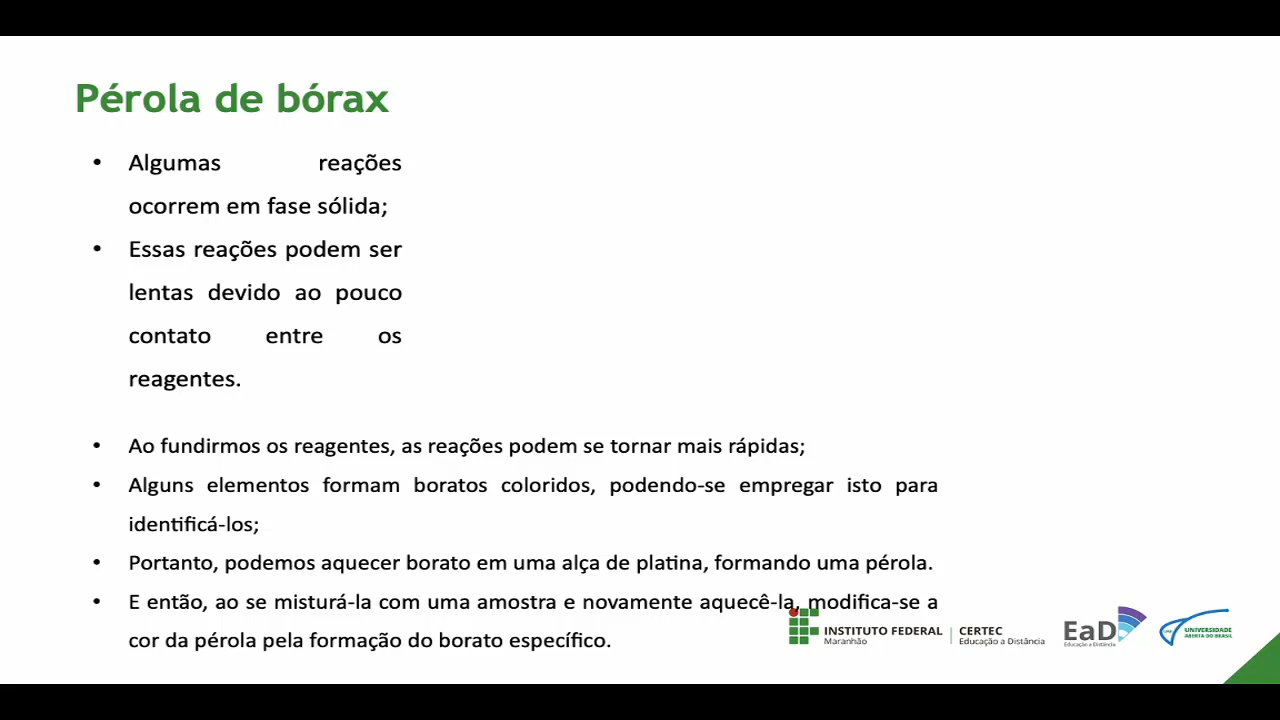 Pérola de bórax
• Algumas reações
ocorrem em fase sólida;
• Essas reações podem ser
lentas devido ao pouco
contato entre os
reagentes.
• Ao fundirmos os reagentes, as reações podem se tornar mais rápidas;
• Alguns elementos formam boratos coloridos, podendo-se empregar isto para
identificá-los;
• Portanto, podemos aquecer borato em uma alça de platina, formando uma pérola.
• E então, ao se misturá-la com uma amostra e novamente aquecê-la, modifica-se a
cor da pérola pela formação do borato específico.
INSTITUTO FEDERAL
Maranhão
CERTEC
Educação a Distância
EaD
Educação a Distância
UNIVERSIDADE
ABERTA DO BRASIL